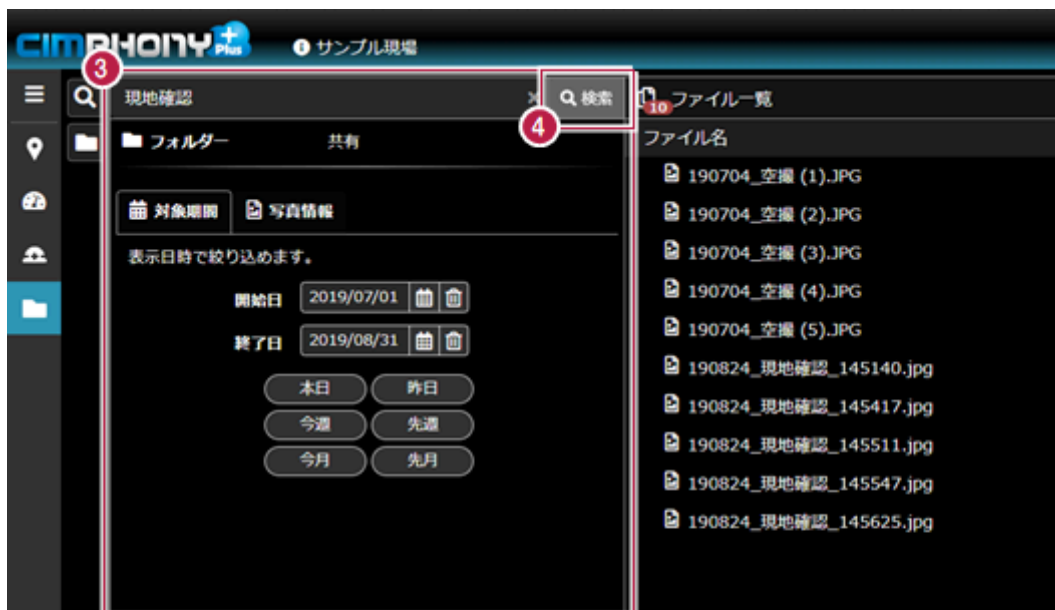 CIMPHONY Plus
サンプル現場
3
現地確認
検索
4
10
ファイル一覧
フォルダー 共有
ファイル名
対象期間 写真情報
表示日時で絞り込めます。
開始日 2019/07/01
終了日 2019/08/31
本日 昨日
今週 先週
今月 先月
190704_空撮 (1).JPG
190704_空撮 (2).JPG
190704_空撮 (3).JPG
190704_空撮 (4).JPG
190704_空撮 (5).JPG
190824_現地確認_145140.jpg
190824_現地確認_145417.jpg
190824_現地確認_145511.jpg
190824_現地確認_145547.jpg
190824_現地確認_145625.jpg